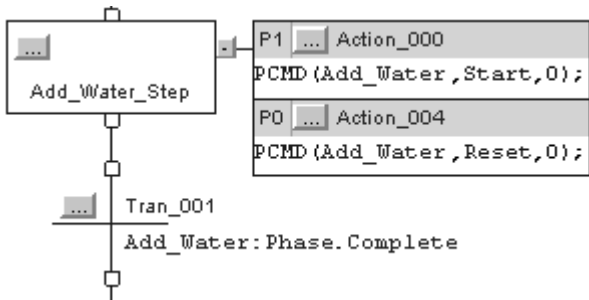 ...
Add_Water_Step
-
P1 ... Action_000
PCMD(Add_Water,Start,0);
P0 ... Action_004
PCMD(Add_Water,Reset,0);
... Tran_001
Add_Water:Phase.Complete